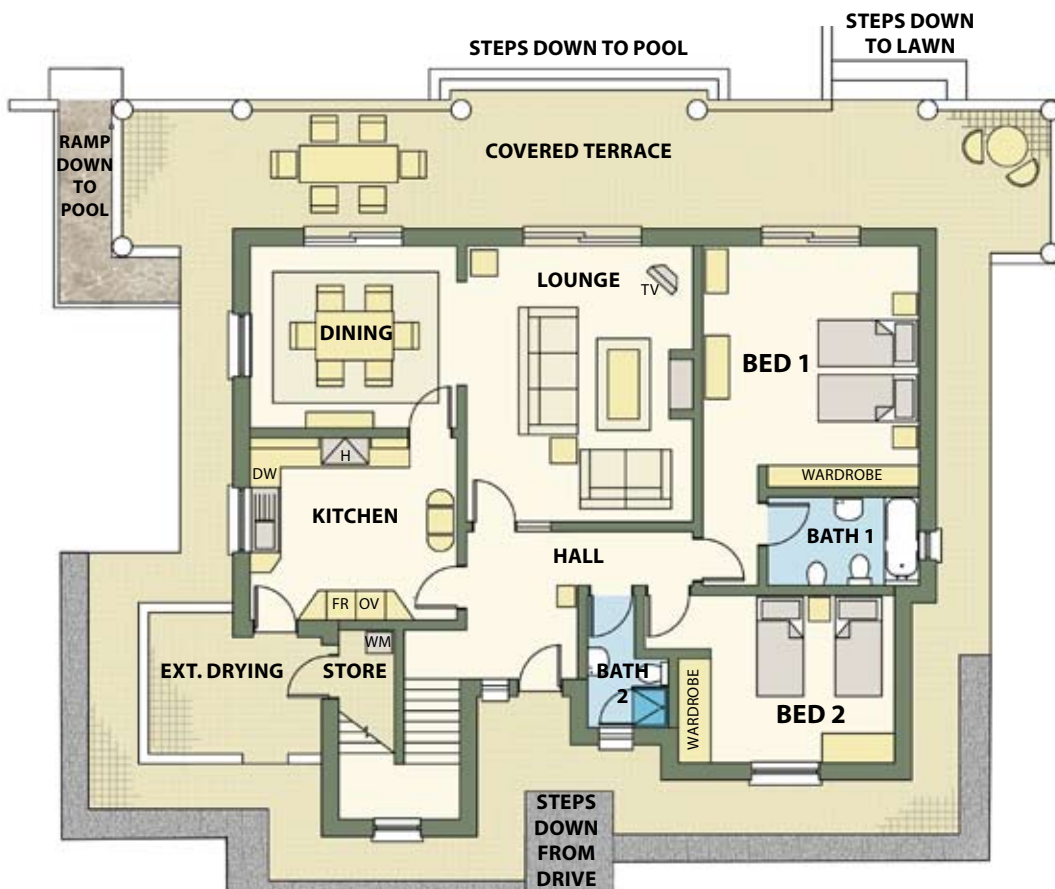 STEPS DOWN TO POOL
STEPS DOWN
TO LAWN
RAMP
DOWN
TO
POOL
COVERED TERRACE
LOUNGE
TV
DINING
BED 1
H
DW
WARDROBE
KITCHEN
BATH 1
HALL
FR
OV
WM
EXT. DRYING
STORE
BATH
2
WARDROBE
BED 2
STEPS
DOWN
FROM
DRIVE